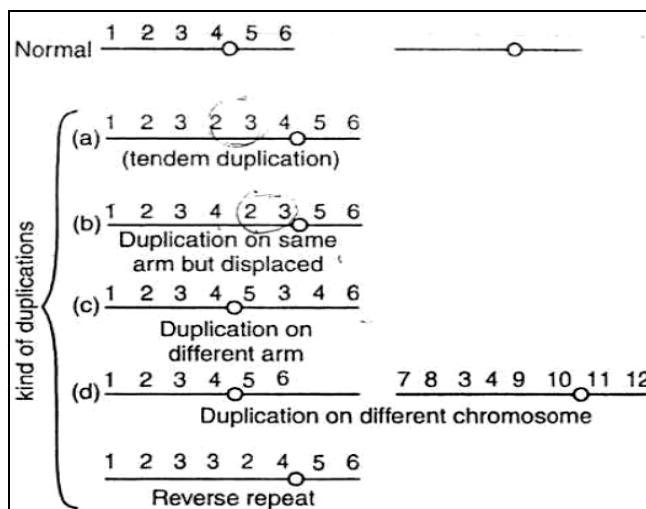 Normal 1 2 3 4 5 6
kind of duplications
(a) 1 2 3 2 3 4 5 6
(tendem duplication)
(b) 1 2 3 4 2 3 5 6
Duplication on same
arm but displaced
(c) 1 2 3 4 5 3 4 6
Duplication on
different arm
(d) 1 2 3 4 5 6 7 8 3 4 9 10 11 12
Duplication on different chromosome
1 2 3 3 2 4 5 6
Reverse repeat